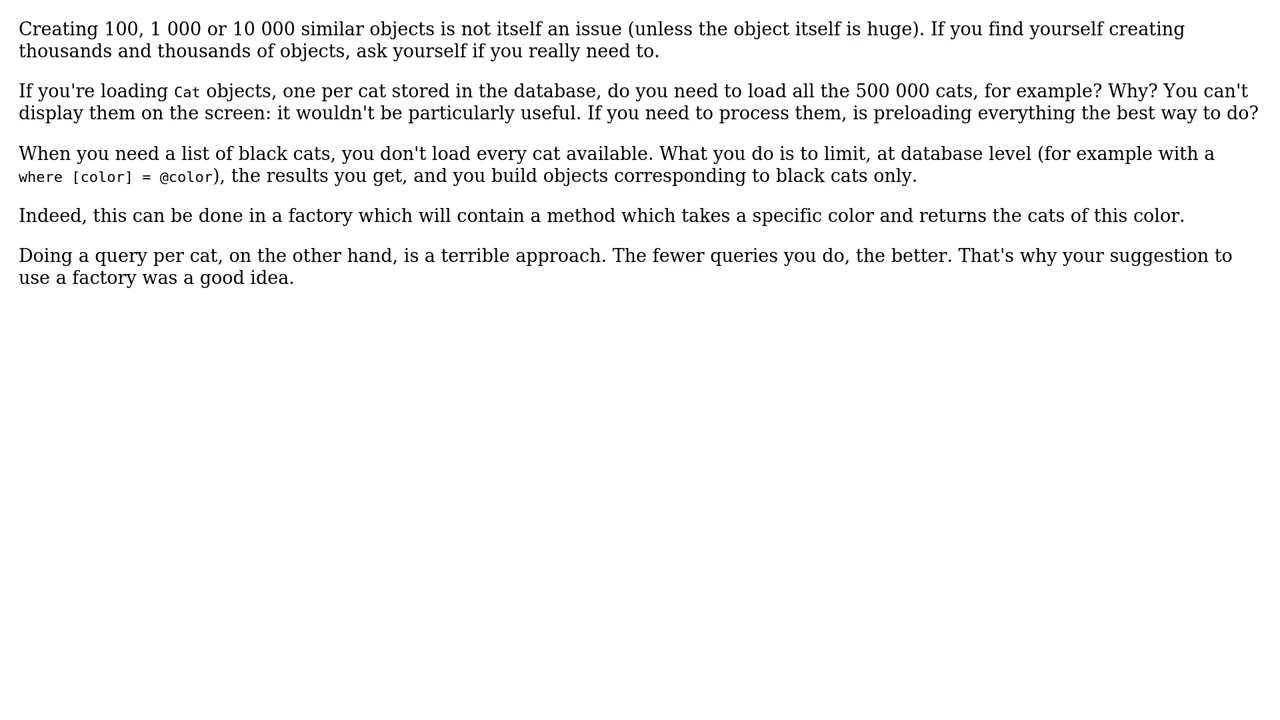 Creating 100, 1 000 or 10 000 similar objects is not itself an issue (unless the object itself is huge). If you find yourself creating
thousands and thousands of objects, ask yourself if you really need to.
If you're loading Cat objects, one per cat stored in the database, do you need to load all the 500 000 cats, for example? Why? You can't
display them on the screen: it wouldn't be particularly useful. If you need to process them, is preloading everything the best way to do?
When you need a list of black cats, you don't load every cat available. What you do is to limit, at database level (for example with a
where [color] = @color), the results you get, and you build objects corresponding to black cats only.
Indeed, this can be done in a factory which will contain a method which takes a specific color and returns the cats of this color.
Doing a query per cat, on the other hand, is a terrible approach. The fewer queries you do, the better. That's why your suggestion to
use a factory was a good idea.